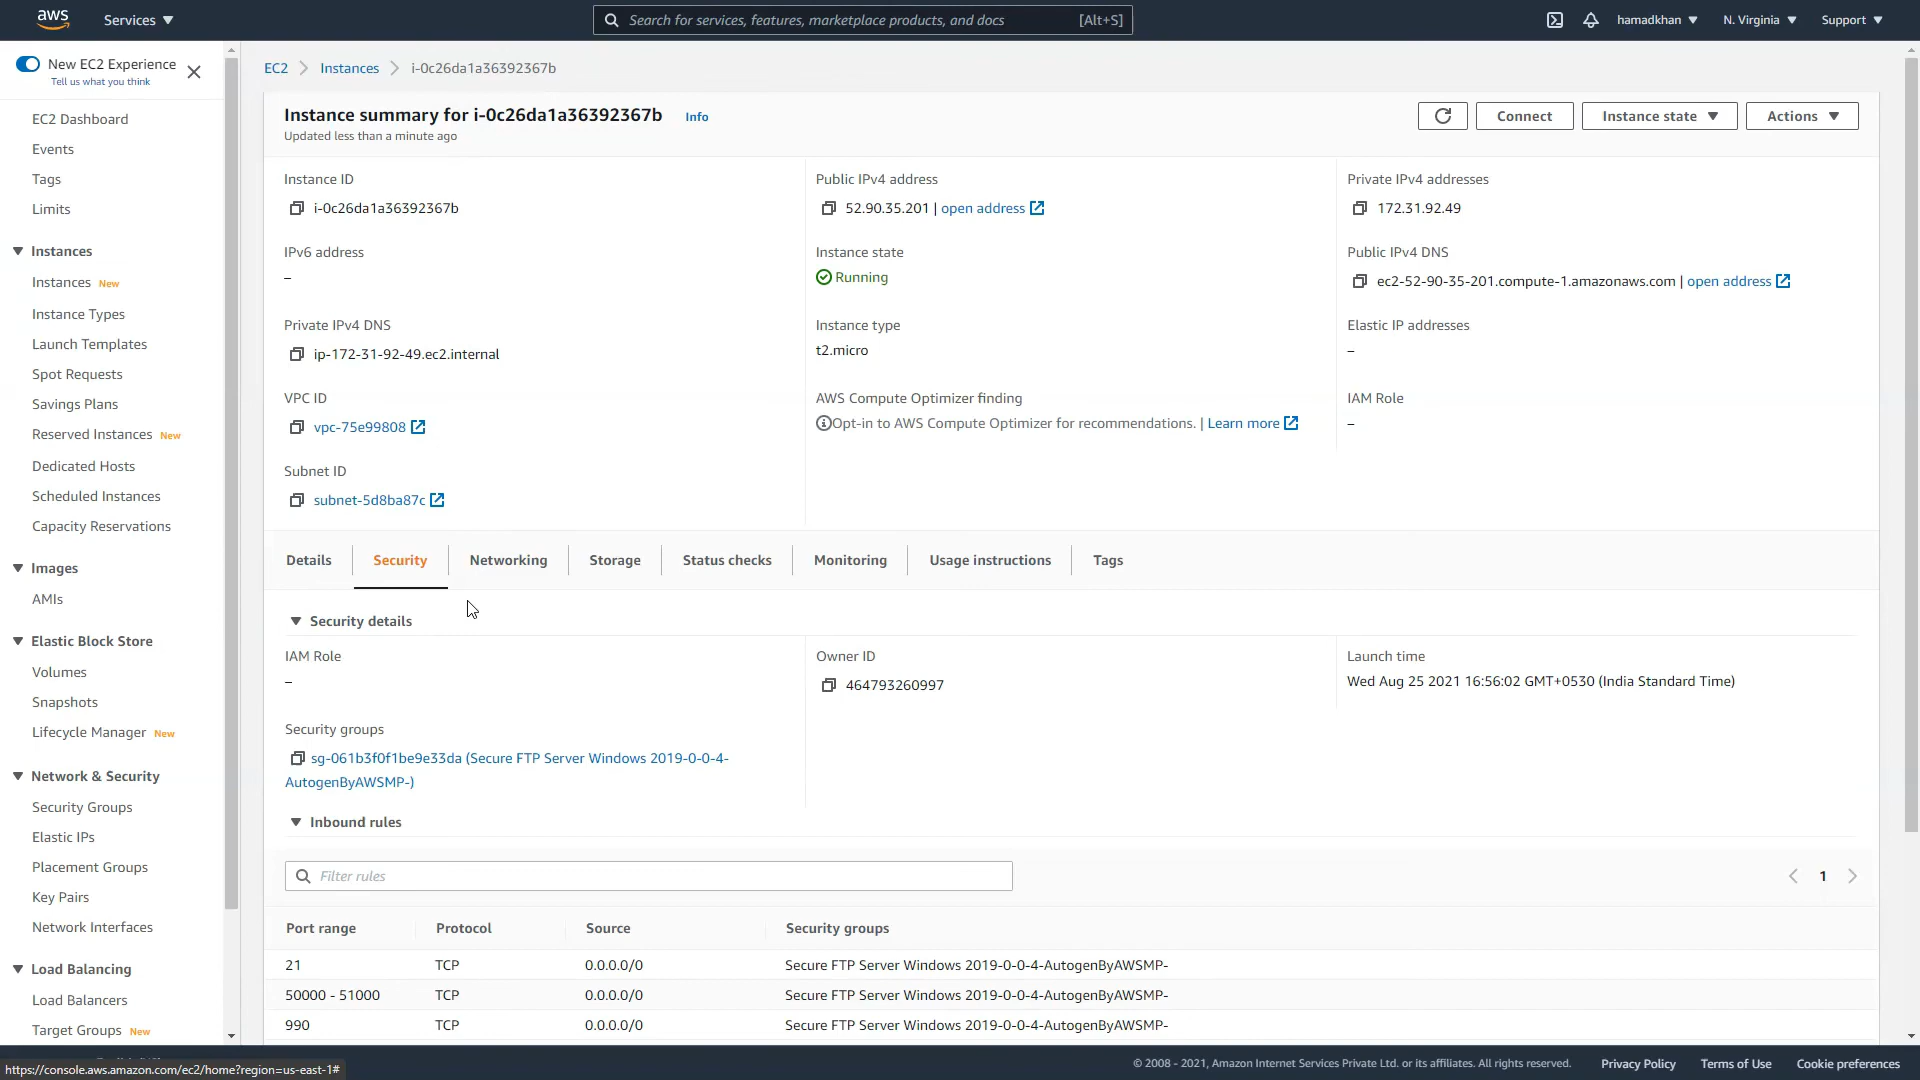 aws Services Search for services, features, marketplace products, and docs [Alt+S] hamadkhan N. Virginia Support
New EC2 Experience
Tell us what you think
EC2 Dashboard
Events
Tags
Limits
Instances
Instances New
Instance Types
Launch Templates
Spot Requests
Savings Plans
Reserved Instances New
Dedicated Hosts
Scheduled Instances
Capacity Reservations
Images
AMIs
Elastic Block Store
Volumes
Snapshots
Lifecycle Manager New
Network & Security
Security Groups
Elastic IPs
Placement Groups
Key Pairs
Network Interfaces
Load Balancing
Load Balancers
Target Groups New
EC2 Instances i-0c26da1a36392367b
Instance summary for i-0c26da1a36392367b Info
Updated less than a minute ago
Connect Instance state Actions
Instance ID
i-0c26da1a36392367b
Public IPv4 address
52.90.35.201 | open address
Private IPv4 addresses
172.31.92.49
IPv6 address
–
Instance state
Running
Public IPv4 DNS
ec2-52-90-35-201.compute-1.amazonaws.com | open address
Private IPv4 DNS
ip-172-31-92-49.ec2.internal
Instance type
t2.micro
Elastic IP addresses
–
VPC ID
vpc-75e99808
AWS Compute Optimizer finding
Opt-in to AWS Compute Optimizer for recommendations. | Learn more
IAM Role
–
Subnet ID
subnet-5d8ba87c
Details Security Networking Storage Status checks Monitoring Usage instructions Tags
Security details
IAM Role
–
Owner ID
464793260997
Launch time
Wed Aug 25 2021 16:56:02 GMT+0530 (India Standard Time)
Security groups
sg-061b3f0f1be9e33da (Secure FTP Server Windows 2019-0-0-4-
AutogenByAWSMP-)
Inbound rules
Filter rules
1
Port range Protocol Source Security groups
21 TCP 0.0.0.0/0 Secure FTP Server Windows 2019-0-0-4-AutogenByAWSMP-
50000 - 51000 TCP 0.0.0.0/0 Secure FTP Server Windows 2019-0-0-4-AutogenByAWSMP-
990 TCP 0.0.0.0/0 Secure FTP Server Windows 2019-0-0-4-AutogenByAWSMP-
https://console.aws.amazon.com/ec2/home?region=us-east-1#
© 2008 - 2021, Amazon Internet Services Private Ltd. or its affiliates. All rights reserved. Privacy Policy Terms of Use Cookie preferences